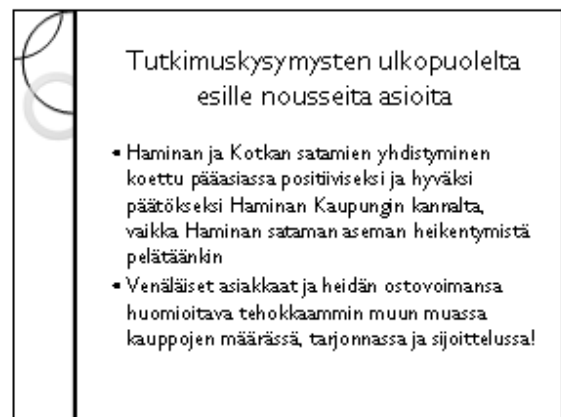 Tutkimuskysymysten ulkopuolelta
esille nousseita asioita
• Haminan ja Kotkan satamien yhdistyminen
koettu pääasiassa positiiviseksi ja hyväksi
päätökseksi Haminan Kaupungin kannalta,
vaikka Haminan sataman aseman heikentymistä
pelätäänkin
• Venäläiset asiakkaat ja heidän ostovoimansa
huomioitava tehokkaammin muun muassa
kauppojen määrässä, tarjonnassa ja sijoittelussa!